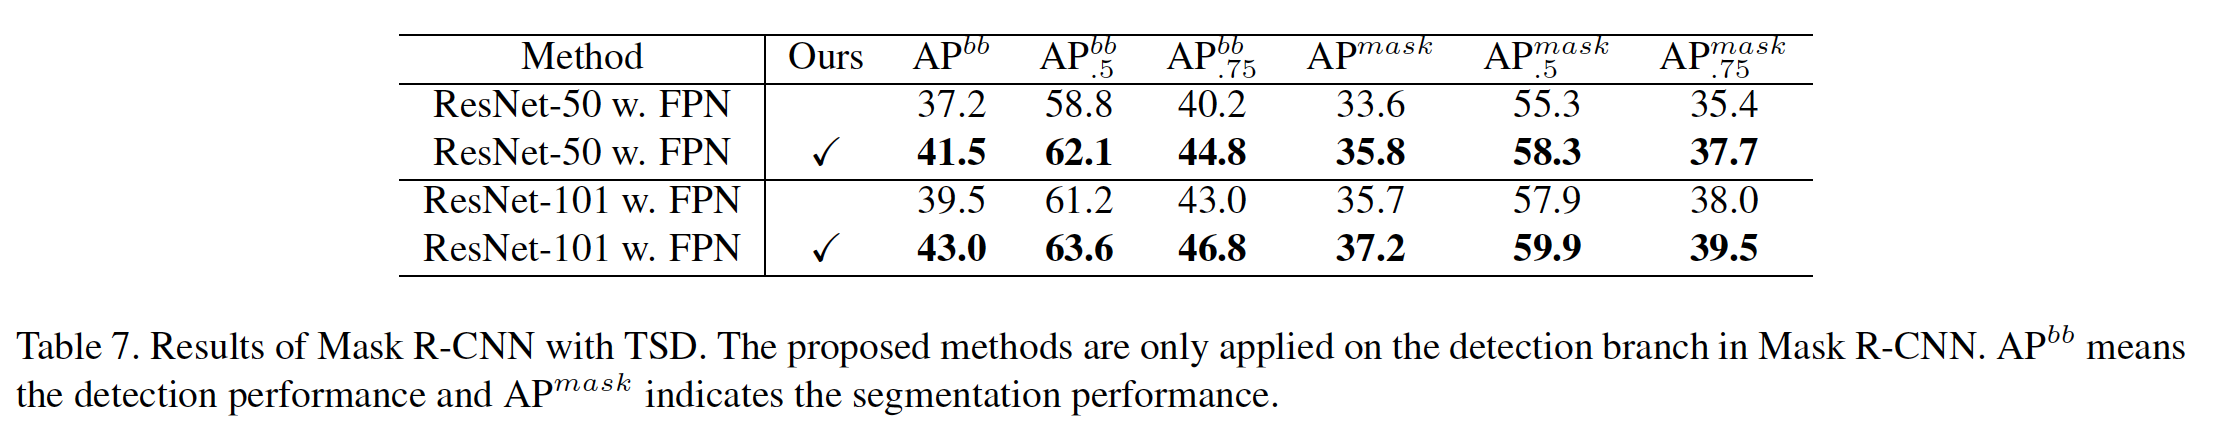 Method Ours AP^bb AP^bb_.5 AP^bb_.75 AP^mask AP^mask_.5 AP^mask_.75
ResNet-50 w. FPN 37.2 58.8 40.2 33.6 55.3 35.4
ResNet-50 w. FPN ✓ 41.5 62.1 44.8 35.8 58.3 37.7
ResNet-101 w. FPN 39.5 61.2 43.0 35.7 57.9 38.0
ResNet-101 w. FPN ✓ 43.0 63.6 46.8 37.2 59.9 39.5
Table 7. Results of Mask R-CNN with TSD. The proposed methods are only applied on the detection branch in Mask R-CNN. AP^bb means
the detection performance and AP^mask indicates the segmentation performance.